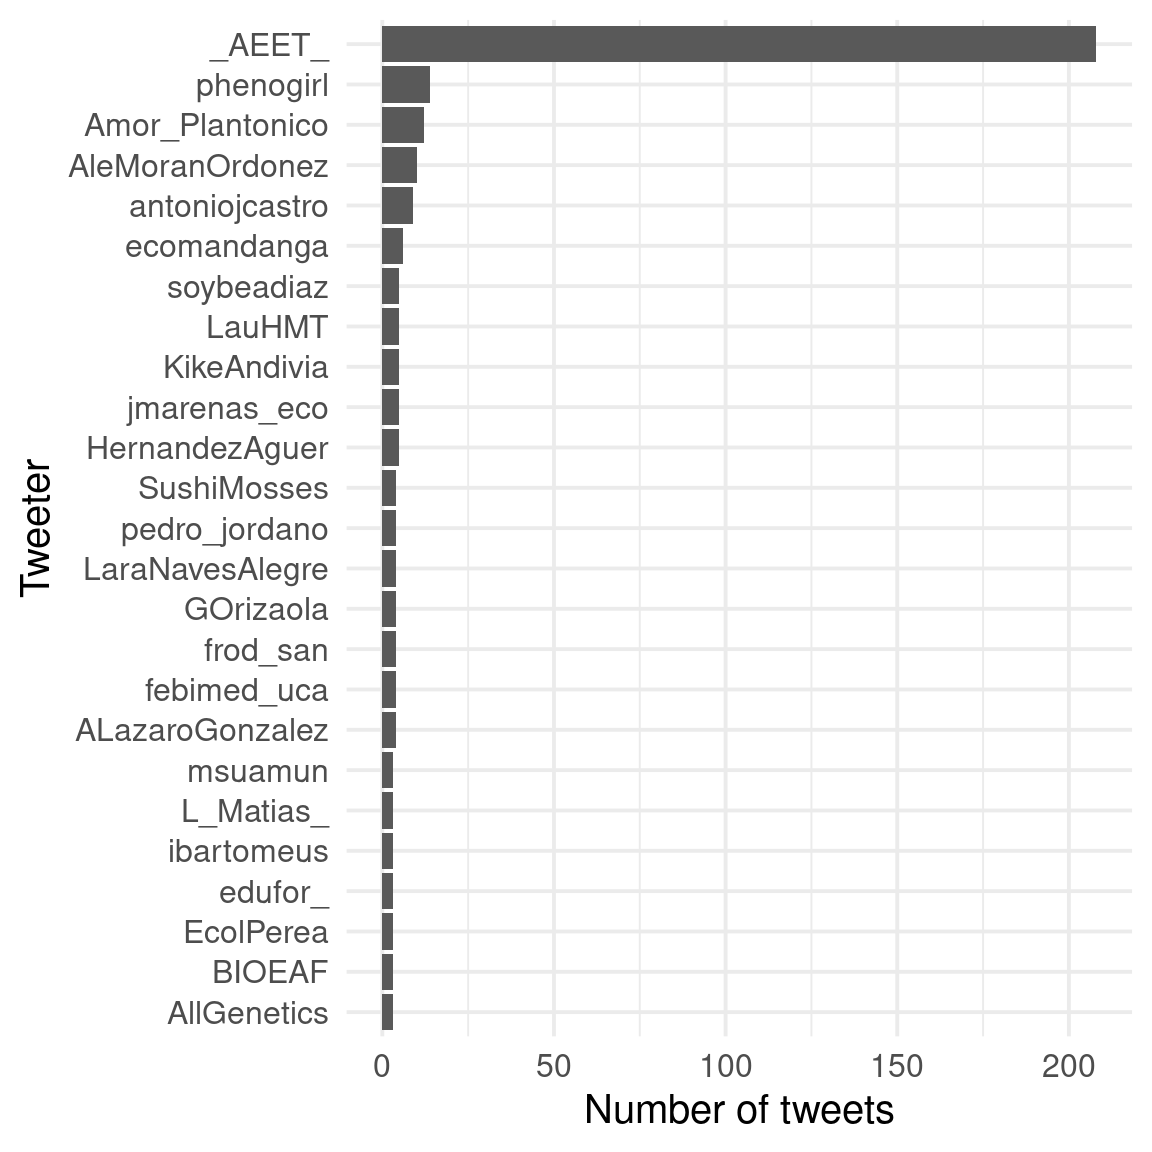 _AEET_
phenogirl
Amor_Plantonico
AleMoranOrdonez
antoniojcastro
ecomandanga
soybeadiaz
LauHMT
KikeAndivia
jmarenas_eco
HernandezAguer
SushiMosses
pedro_jordano
LaraNavesAlegre
GOrizaola
frod_san
febimed_uca
ALazaroGonzalez
msuamun
L_Matias_
ibartomeus
edufor_
EcolPerea
BIOEAF
AllGenetics
Tweeter
0 50 100 150 200
Number of tweets